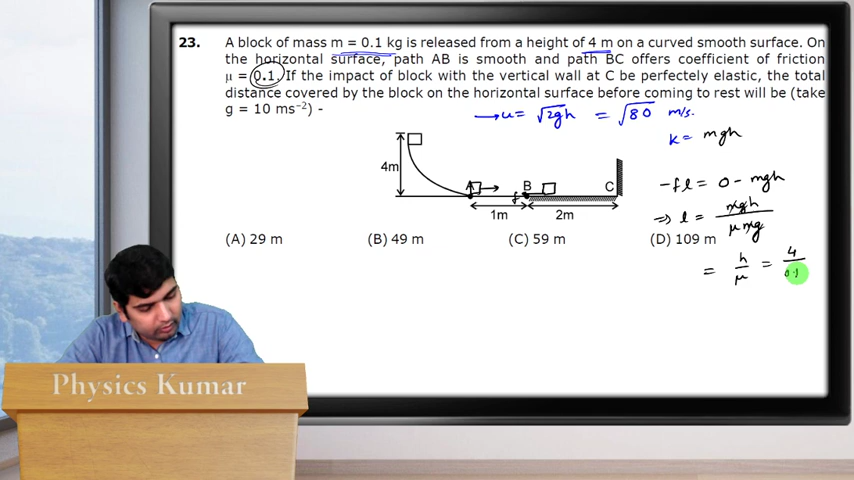 23. A block of mass m = 0.1 kg is released from a height of 4 m on a curved smooth surface. On
the horizontal surface, path AB is smooth and path BC offers coefficient of friction
μ = 0.1. If the impact of block with the vertical wall at C be perfectely elastic, the total
distance covered by the block on the horizontal surface before coming to rest will be (take
g = 10 ms⁻²) -
→ u = √2gh = √80 m/s.
k = mgh
4m
A
B
C
f
1m
2m
-fl = 0 - mgh
⇒ l = mgh / μmg
= h/μ = 4/0.1
(A) 29 m (B) 49 m (C) 59 m (D) 109 m
Physics Kumar